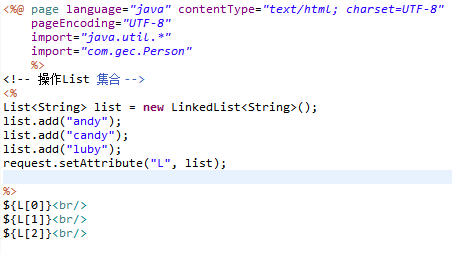 <%@ page language="java" contentType="text/html; charset=UTF-8"
pageEncoding="UTF-8"
import="java.util.*"
import="com.gec.Person"
%>
<!-- 操作List 集合 -->
<%
List<String> list = new LinkedList<String>();
list.add("andy");
list.add("candy");
list.add("luby");
request.setAttribute("L", list);
%>
${L[0]}<br/>
${L[1]}<br/>
${L[2]}<br/>